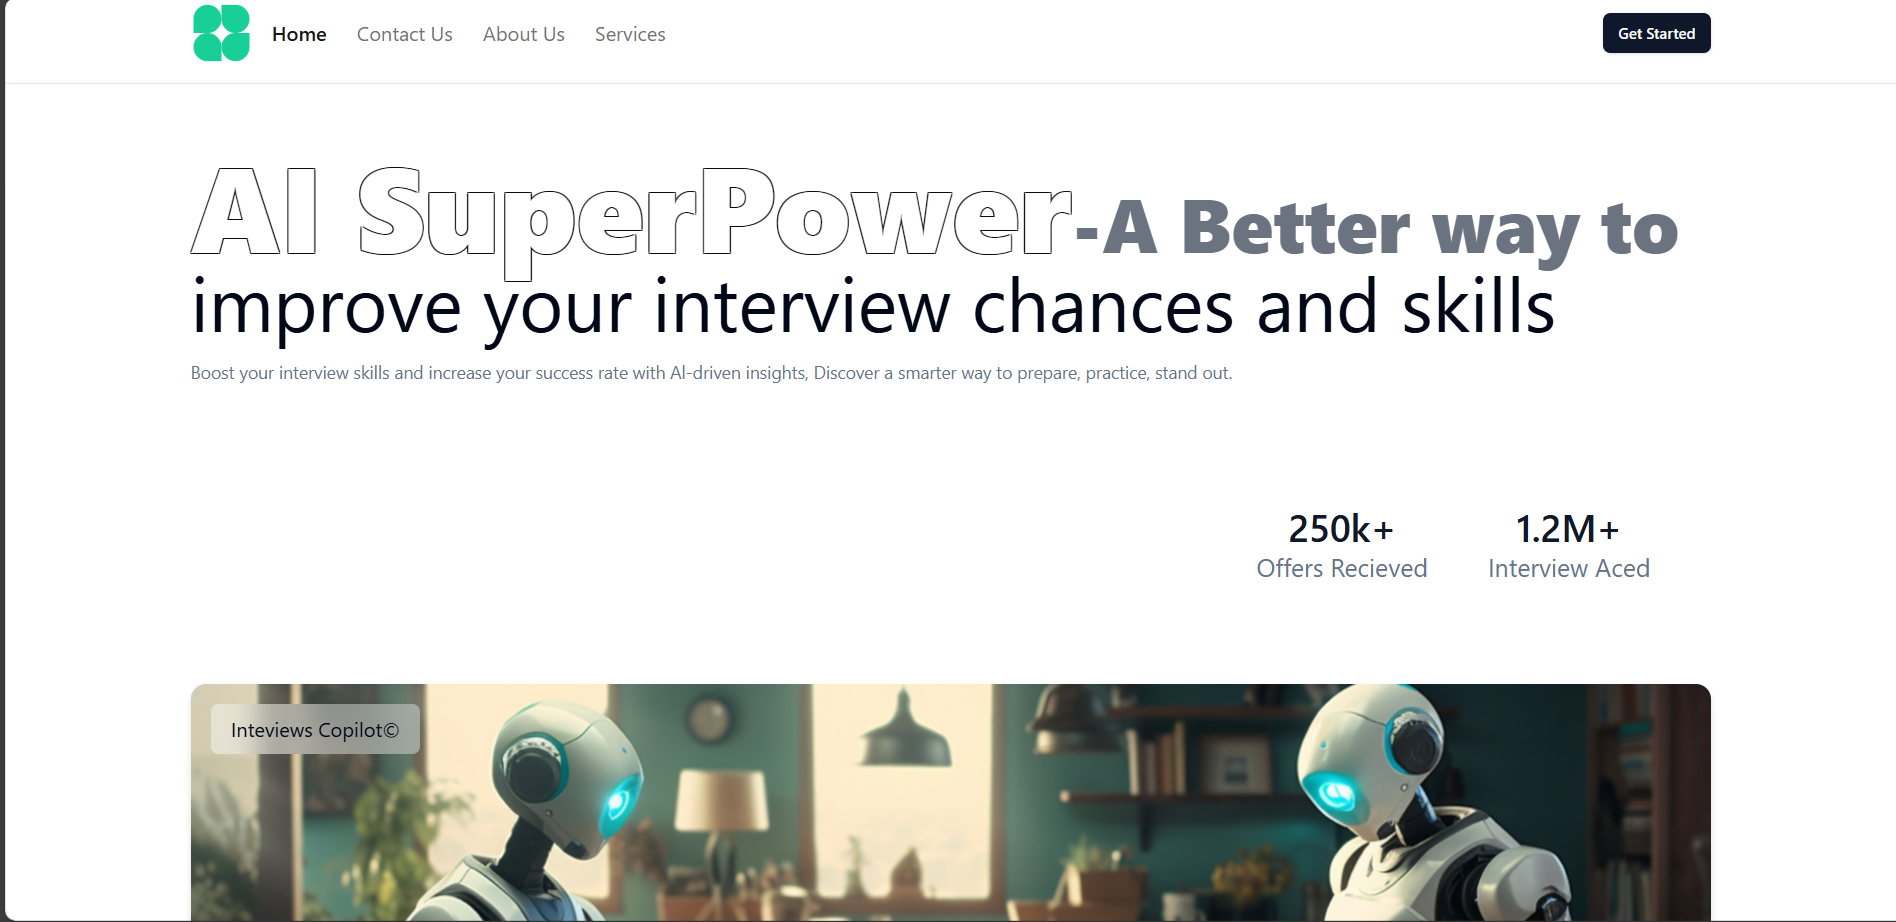 Home Contact Us About Us Services Get Started
AI SuperPower-A Better way to
improve your interview chances and skills
Boost your interview skills and increase your success rate with AI-driven insights, Discover a smarter way to prepare, practice, stand out.
250k+ 1.2M+
Offers Recieved Interview Aced
Inteviews Copilot©